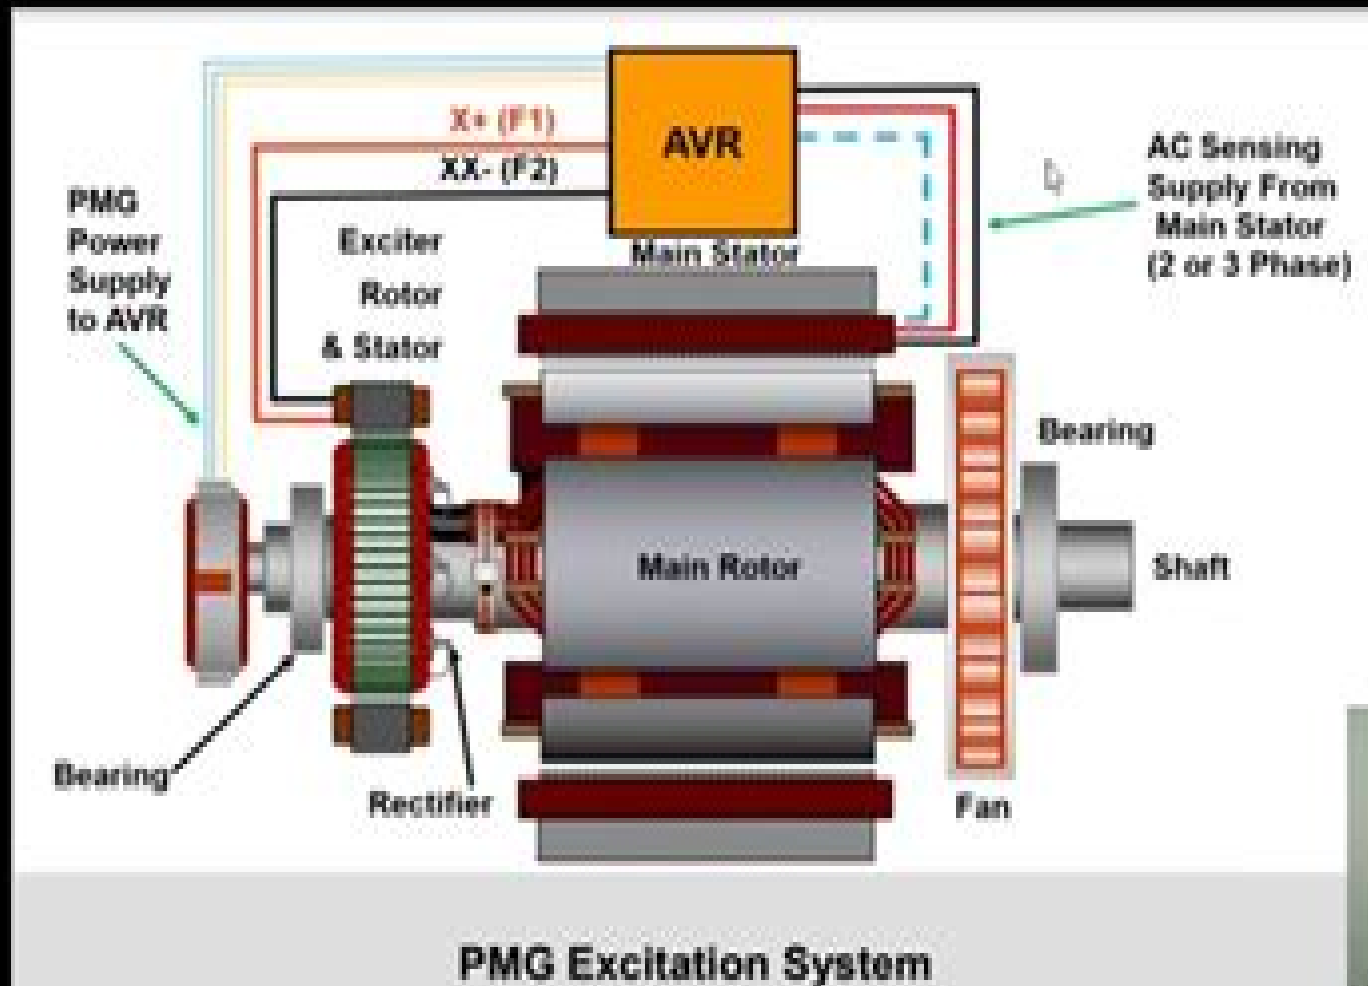 X+ (F1)
XX- (F2)
AVR
AC Sensing
Supply From
Main Stator
(2 or 3 Phase)
PMG
Power
Supply
to AVR
Exciter
Rotor
& Stator
Main Stator
Bearing
Main Rotor
Shaft
Bearing
Rectifier
Fan
PMG Excitation System